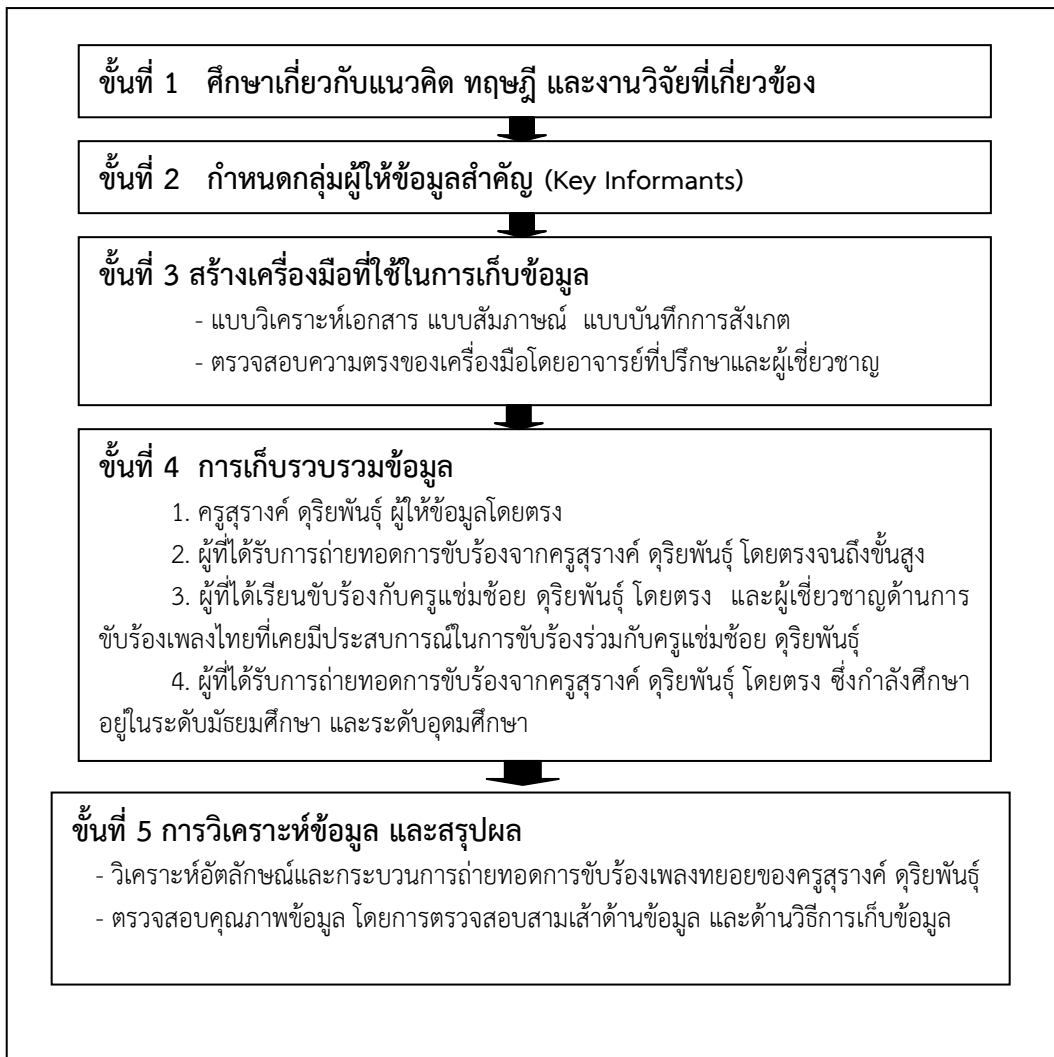 ขั้นที่ 1 ศึกษาเกี่ยวกับแนวคิด ทฤษฎี และงานวิจัยที่เกี่ยวข้อง
ขั้นที่ 2 กำหนดกลุ่มผู้ให้ข้อมูลสำคัญ (Key Informants)
ขั้นที่ 3 สร้างเครื่องมือที่ใช้ในการเก็บข้อมูล
- แบบวิเคราะห์เอกสาร แบบสัมภาษณ์ แบบบันทึกการสังเกต
- ตรวจสอบความตรงของเครื่องมือโดยอาจารย์ที่ปรึกษาและผู้เชี่ยวชาญ
ขั้นที่ 4 การเก็บรวบรวมข้อมูล
1. ครูสุรางค์ ดุริยพันธุ์ ผู้ให้ข้อมูลโดยตรง
2. ผู้ที่ได้รับการถ่ายทอดการขับร้องจากครูสุรางค์ ดุริยพันธุ์ โดยตรงจนถึงขั้นสูง
3. ผู้ที่ได้เรียนขับร้องกับครูแช่มช้อย ดุริยพันธุ์ โดยตรง และผู้เชี่ยวชาญด้านการ
ขับร้องเพลงไทยที่เคยมีประสบการณ์ในการขับร้องร่วมกับครูแช่มช้อย ดุริยพันธุ์
4. ผู้ที่ได้รับการถ่ายทอดการขับร้องจากครูสุรางค์ ดุริยพันธุ์ โดยตรง ซึ่งกำลังศึกษา
อยู่ในระดับมัธยมศึกษา และระดับอุดมศึกษา
ขั้นที่ 5 การวิเคราะห์ข้อมูล และสรุปผล
- วิเคราะห์อัตลักษณ์และกระบวนการถ่ายทอดการขับร้องเพลงทยอยของครูสุรางค์ ดุริยพันธุ์
- ตรวจสอบคุณภาพข้อมูล โดยการตรวจสอบสามเส้าด้านข้อมูล และด้านวิธีการเก็บข้อมูล